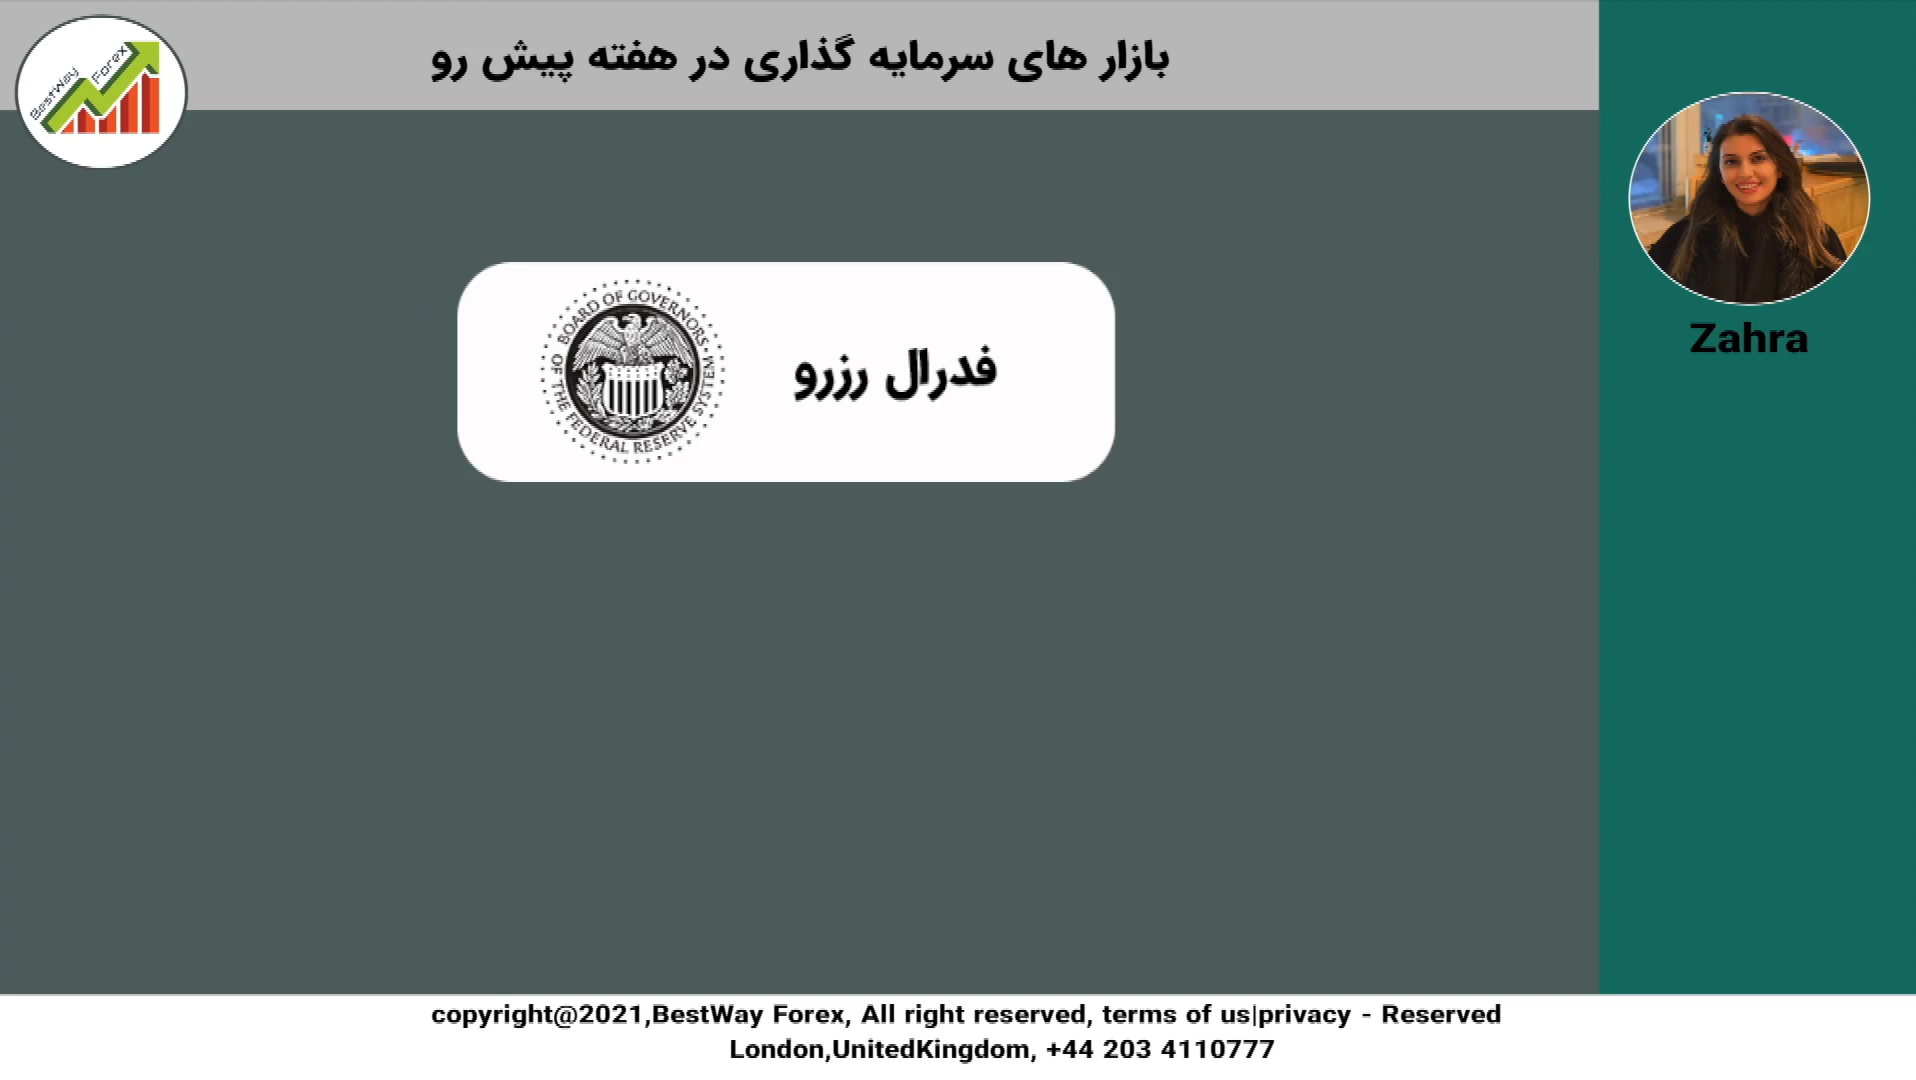 بازار های سرمایه گذاری در هفته پیش رو
BestWay Forex
Zahra
BOARD OF GOVERNORS
OF THE FEDERAL RESERVE SYSTEM
فدرال رزرو
copyright@2021,BestWay Forex, All right reserved, terms of us|privacy - Reserved
London,UnitedKingdom, +44 203 4110777